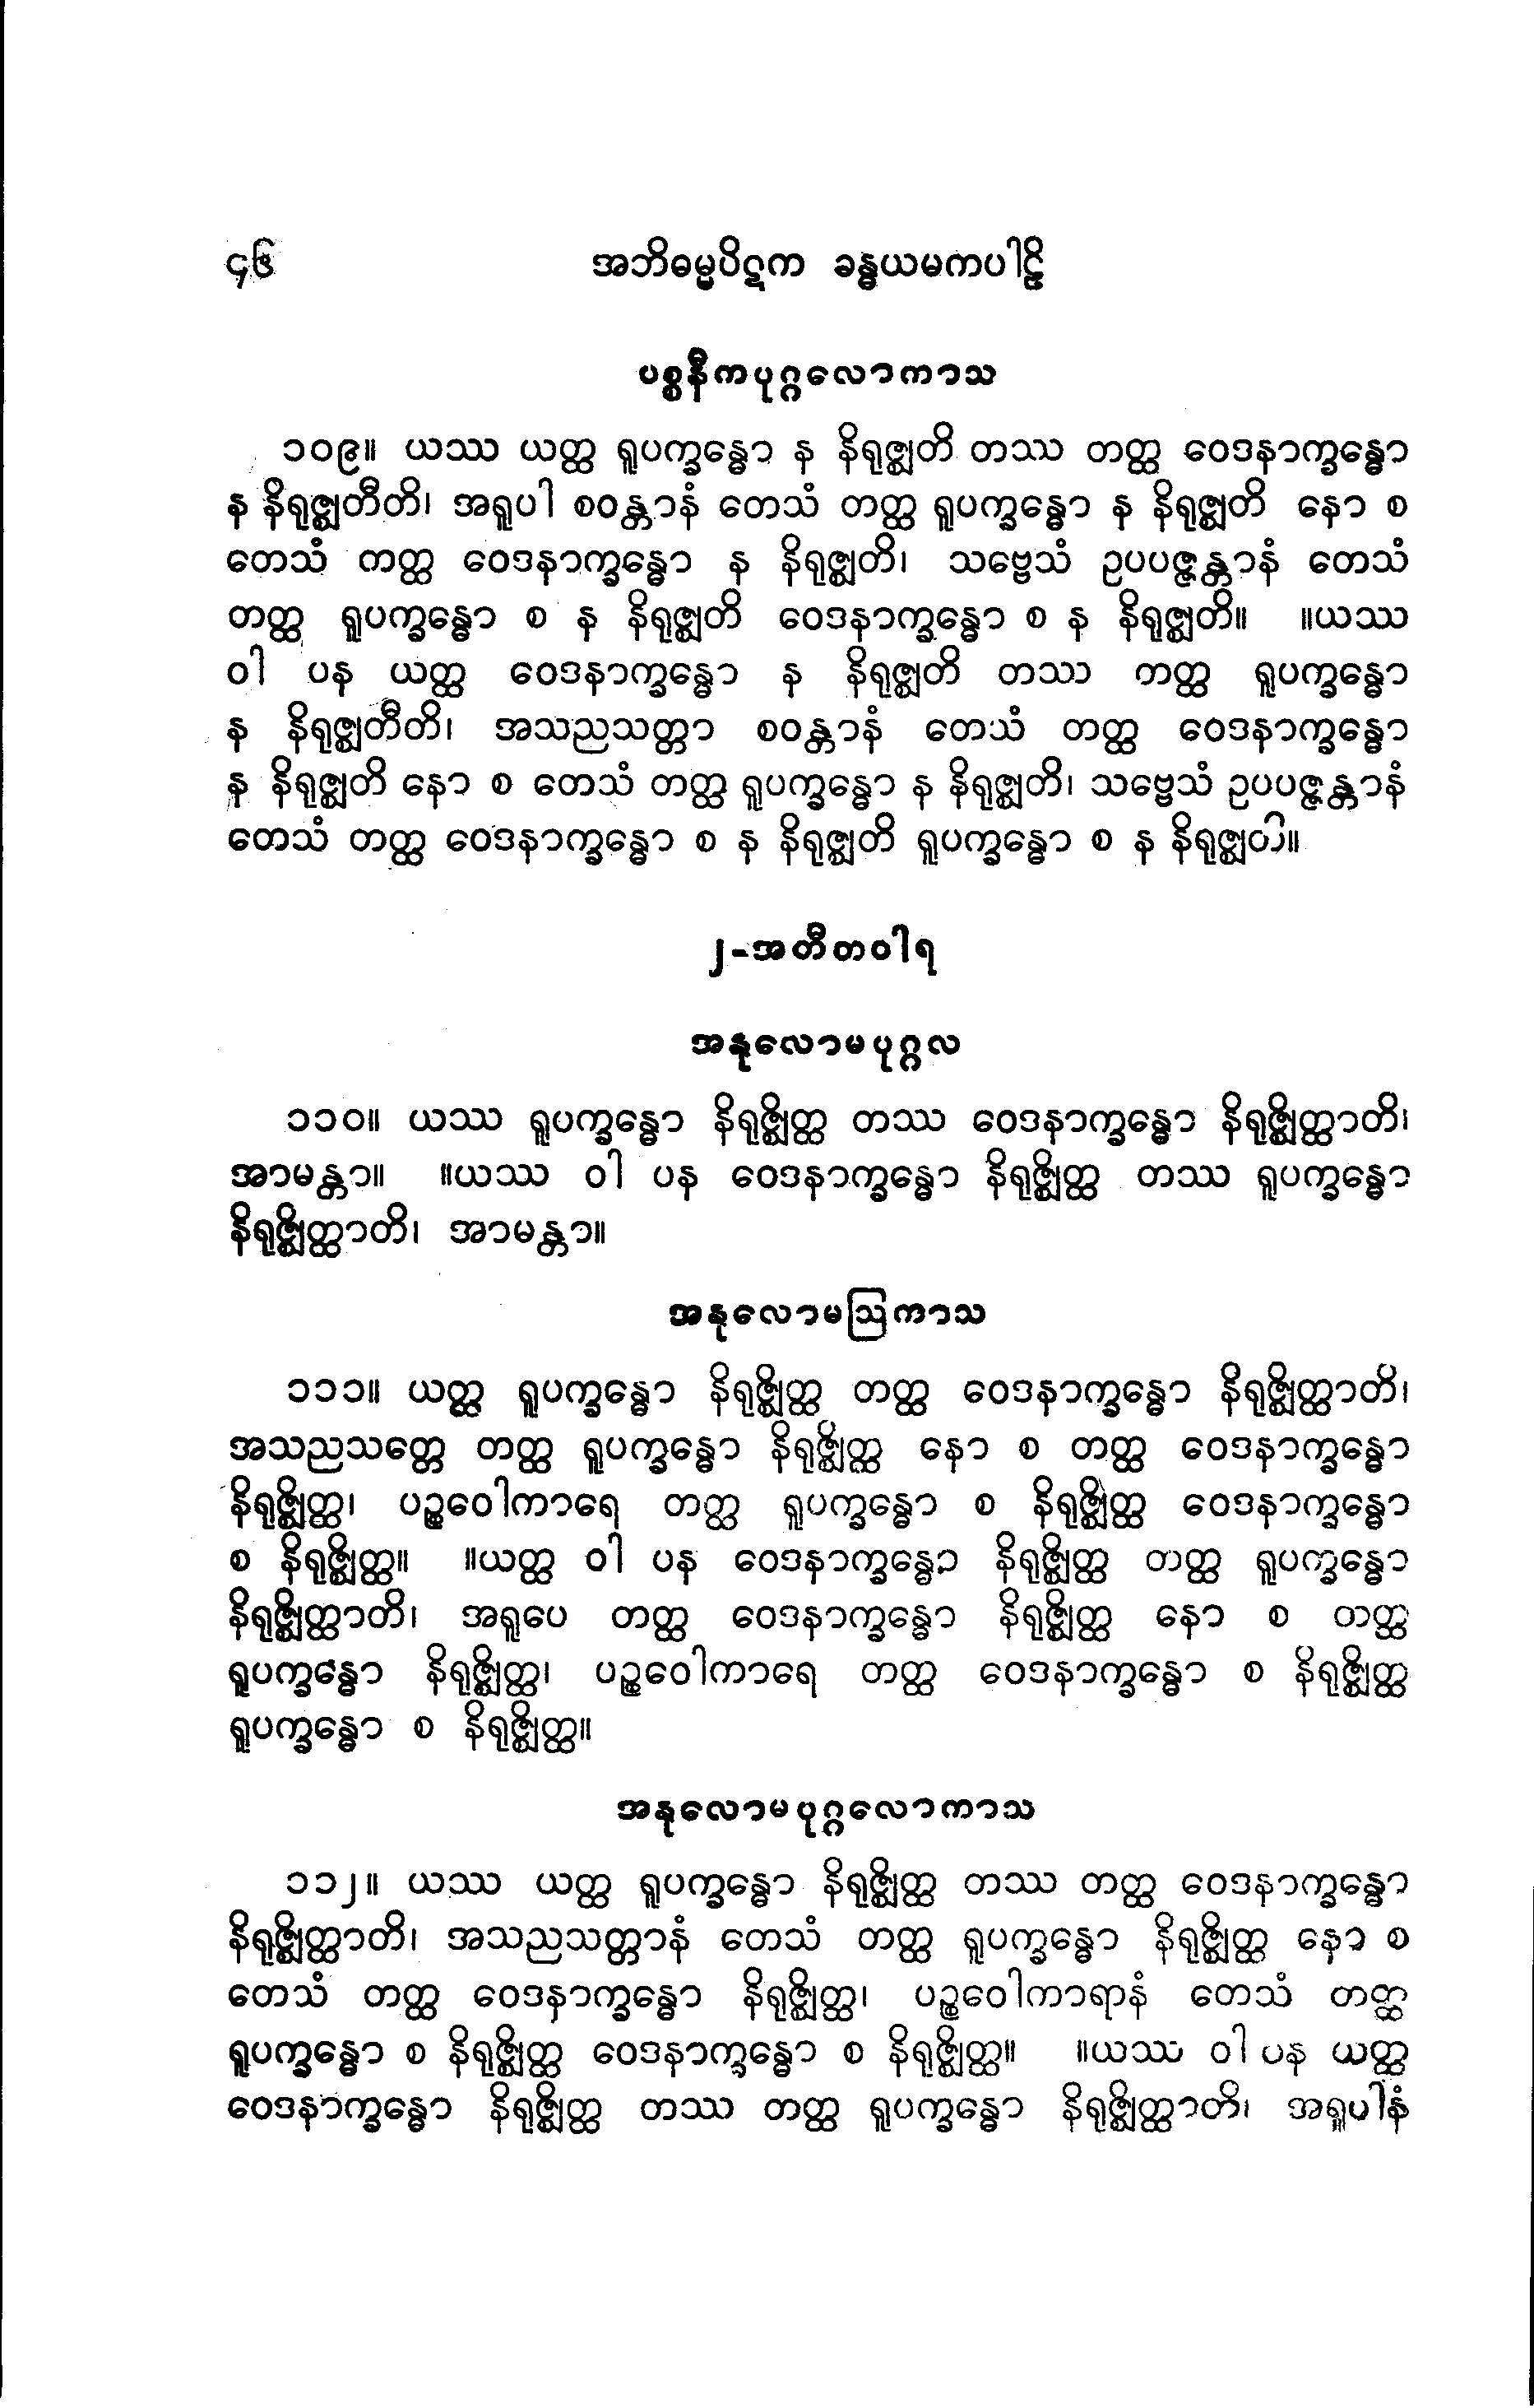 ၄၆ အဘိဓမ္မပိဋက ခန္ဓယမကပါဠိ
ပစ္စနီကပုဂ္ဂလောကာသ
၁၀၉။ ယဿ ယတ္ထ ရူပက္ခန္ဓော န နိရုဇ္ဈတိ တဿ တတ္ထ ဝေဒနာက္ခန္ဓော
န နိရုဇ္ဈတီတိ၊ အရူပါ စဝန္တာနံ တေသံ တတ္ထ ရူပက္ခန္ဓော န နိရုဇ္ဈတိ နော စ
တေသံ တတ္ထ ဝေဒနာက္ခန္ဓော န နိရုဇ္ဈတိ၊ သဗ္ဗေသံ ဥပပဇ္ဇန္တာနံ တေသံ
တတ္ထ ရူပက္ခန္ဓော စ န နိရုဇ္ဈတိ ဝေဒနာက္ခန္ဓော စ န နိရုဇ္ဈတိ။ ။ယဿ
ဝါ ပန ယတ္ထ ဝေဒနာက္ခန္ဓော န နိရုဇ္ဈတိ တဿ တတ္ထ ရူပက္ခန္ဓော
န နိရုဇ္ဈတီတိ၊ အသညသတ္တာ စဝန္တာနံ တေသံ တတ္ထ ဝေဒနာက္ခန္ဓော
န နိရုဇ္ဈတိ နော စ တေသံ တတ္ထ ရူပက္ခန္ဓော န နိရုဇ္ဈတိ၊ သဗ္ဗေသံ ဥပပဇ္ဇန္တာနံ
တေသံ တတ္ထ ဝေဒနာက္ခန္ဓော စ န နိရုဇ္ဈတိ ရူပက္ခန္ဓော စ န နိရုဇ္ဈတိ။
၂-အတီတဝါရ
အနုလောမပုဂ္ဂလ
၁၁၀။ ယဿ ရူပက္ခန္ဓော နိရုဇ္ဈိတ္ထ တဿ ဝေဒနာက္ခန္ဓော နိရုဇ္ဈိတ္ထာတိ၊
အာမန္တာ။ ။ယဿ ဝါ ပန ဝေဒနာက္ခန္ဓော နိရုဇ္ဈိတ္ထ တဿ ရူပက္ခန္ဓော
နိရုဇ္ဈိတ္ထာတိ၊ အာမန္တာ။
အနုလောမဩကာသ
၁၁၁။ ယတ္ထ ရူပက္ခန္ဓော နိရုဇ္ဈိတ္ထ တတ္ထ ဝေဒနာက္ခန္ဓော နိရုဇ္ဈိတ္ထာတိ၊
အသညသတ္တေ တတ္ထ ရူပက္ခန္ဓော နိရုဇ္ဈိတ္ထ နော စ တတ္ထ ဝေဒနာက္ခန္ဓော
နိရုဇ္ဈိတ္ထ၊ ပဉ္စဝေါကာရေ တတ္ထ ရူပက္ခန္ဓော စ နိရုဇ္ဈိတ္ထ ဝေဒနာက္ခန္ဓော
စ နိရုဇ္ဈိတ္ထ။ ။ယတ္ထ ဝါ ပန ဝေဒနာက္ခန္ဓော နိရုဇ္ဈိတ္ထ တတ္ထ ရူပက္ခန္ဓော
နိရုဇ္ဈိတ္ထာတိ၊ အရူပေ တတ္ထ ဝေဒနာက္ခန္ဓော နိရုဇ္ဈိတ္ထ နော စ တတ္ထ
ရူပက္ခန္ဓော နိရုဇ္ဈိတ္ထ၊ ပဉ္စဝေါကာရေ တတ္ထ ဝေဒနာက္ခန္ဓော စ နိရုဇ္ဈိတ္ထ
ရူပက္ခန္ဓော စ နိရုဇ္ဈိတ္ထ။
အနုလောမပုဂ္ဂလောကာသ
၁၁၂။ ယဿ ယတ္ထ ရူပက္ခန္ဓော နိရုဇ္ဈိတ္ထ တဿ တတ္ထ ဝေဒနာက္ခန္ဓော
နိရုဇ္ဈိတ္ထာတိ၊ အသညသတ္တာနံ တေသံ တတ္ထ ရူပက္ခန္ဓော နိရုဇ္ဈိတ္ထ နော စ
တေသံ တတ္ထ ဝေဒနာက္ခန္ဓော နိရုဇ္ဈိတ္ထ၊ ပဉ္စဝေါကာရာနံ တေသံ တတ္ထ
ရူပက္ခန္ဓော စ နိရုဇ္ဈိတ္ထ ဝေဒနာက္ခန္ဓော စ နိရုဇ္ဈိတ္ထ။ ။ယဿ ဝါ ပန ယတ္ထ
ဝေဒနာက္ခန္ဓော နိရုဇ္ဈိတ္ထ တဿ တတ္ထ ရူပက္ခန္ဓော နိရုဇ္ဈိတ္ထာတိ၊ အရူပါနံ